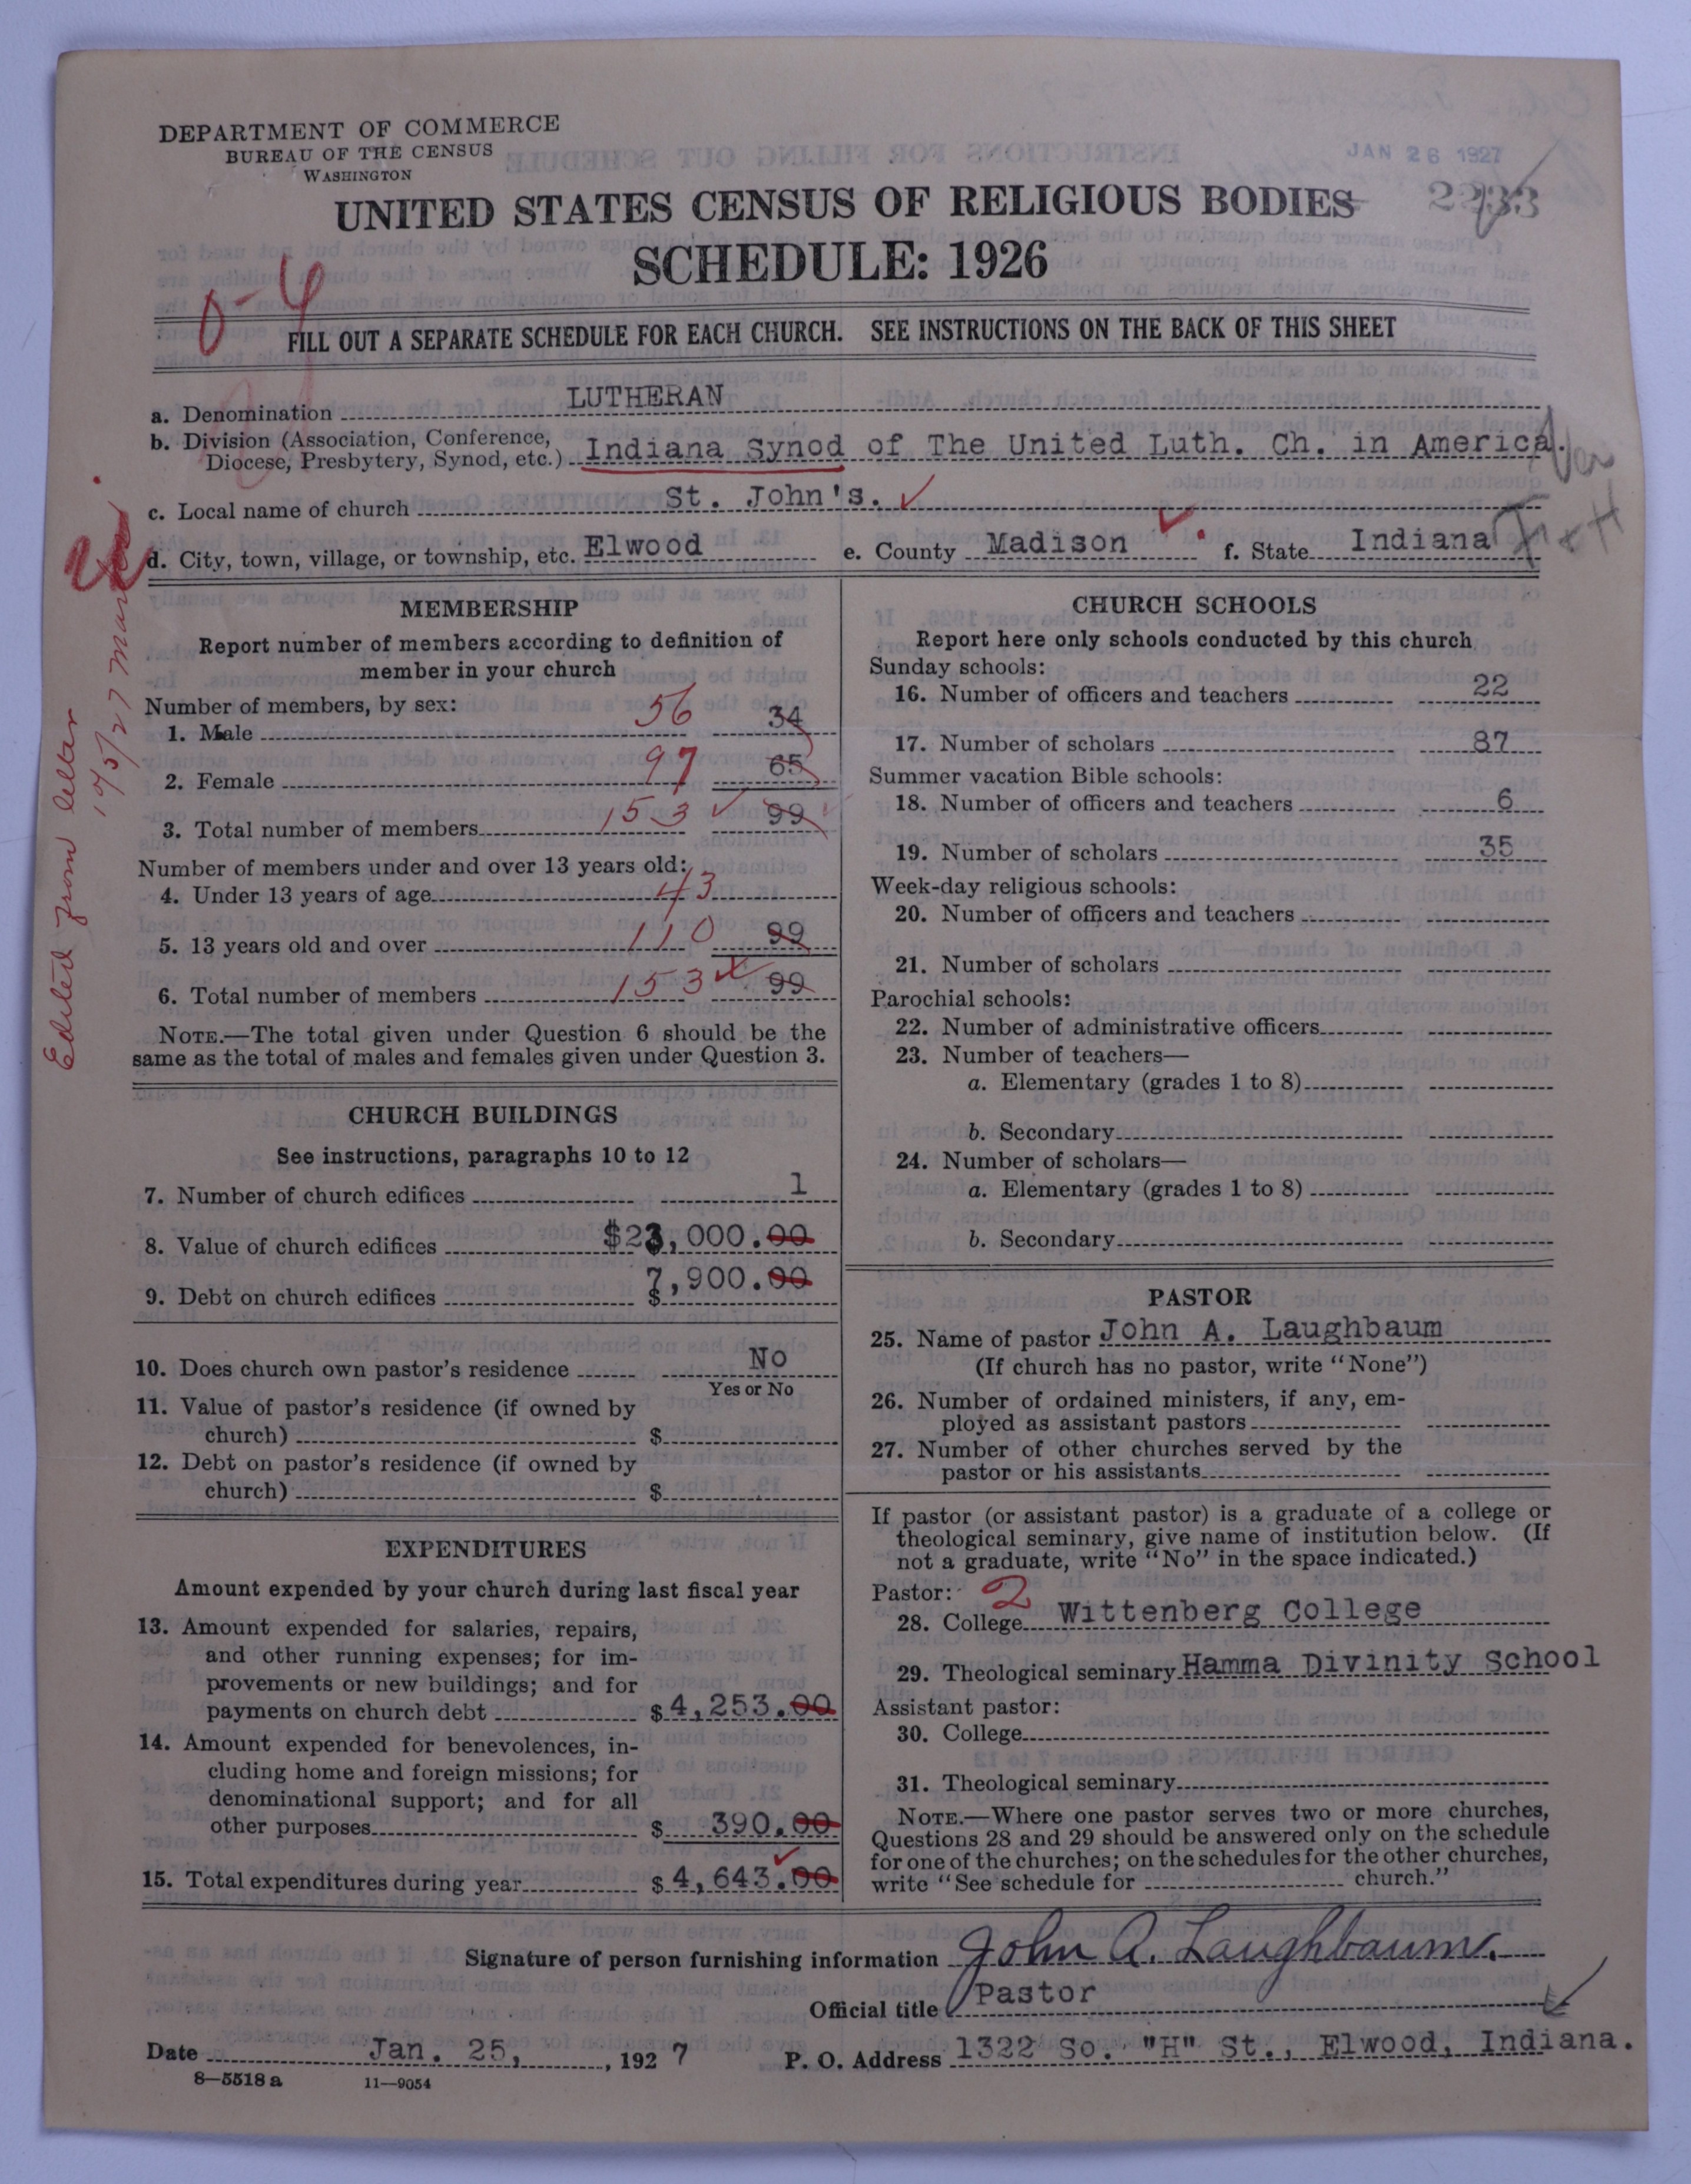 DEPARTMENT OF COMMERCE
BUREAU OF THE CENSUS
WASHINGTON
JAN 26 1927
UNITED STATES CENSUS OF RELIGIOUS BODIES
SCHEDULE: 1926
FILL OUT A SEPARATE SCHEDULE FOR EACH CHURCH. SEE INSTRUCTIONS ON THE BACK OF THIS SHEET
a. Denomination LUTHERAN
b. Division (Association, Conference, Diocese, Presbytery, Synod, etc.) Indiana Synod of The United Luth. Ch. in America.
c. Local name of church St. John's.
d. City, town, village, or township, etc. Elwood e. County Madison f. State Indiana
Edited from letter
MEMBERSHIP
Report number of members according to definition of
member in your church
Number of members, by sex:
1. Male 56 34
2. Female 97 65
3. Total number of members 153 99
Number of members under and over 13 years old:
4. Under 13 years of age 43
5. 13 years old and over 110 99
6. Total number of members 153 99
NOTE.—The total given under Question 6 should be the
same as the total of males and females given under Question 3.
CHURCH BUILDINGS
See instructions, paragraphs 10 to 12
7. Number of church edifices 1
8. Value of church edifices $23,000.00
9. Debt on church edifices $ 7,900.00
10. Does church own pastor's residence No
Yes or No
11. Value of pastor's residence (if owned by
church) $
12. Debt on pastor's residence (if owned by
church) $
EXPENDITURES
Amount expended by your church during last fiscal year
13. Amount expended for salaries, repairs,
and other running expenses; for im-
provements or new buildings; and for
payments on church debt $ 4,253.00
14. Amount expended for benevolences, in-
cluding home and foreign missions; for
denominational support; and for all
other purposes $ 390.00
15. Total expenditures during year $ 4,643.00
CHURCH SCHOOLS
Report here only schools conducted by this church
Sunday schools:
16. Number of officers and teachers 22
17. Number of scholars 87
Summer vacation Bible schools:
18. Number of officers and teachers 6
19. Number of scholars 35
Week-day religious schools:
20. Number of officers and teachers
21. Number of scholars
Parochial schools:
22. Number of administrative officers
23. Number of teachers—
a. Elementary (grades 1 to 8)
b. Secondary
24. Number of scholars—
a. Elementary (grades 1 to 8)
b. Secondary
PASTOR
25. Name of pastor John A. Laughbaum
(If church has no pastor, write "None")
26. Number of ordained ministers, if any, em-
ployed as assistant pastors
27. Number of other churches served by the
pastor or his assistants
If pastor (or assistant pastor) is a graduate of a college or
theological seminary, give name of institution below. (If
not a graduate, write "No" in the space indicated.)
Pastor: 2
28. College Wittenberg College
29. Theological seminary Hamma Divinity School
Assistant pastor:
30. College
31. Theological seminary
NOTE.—Where one pastor serves two or more churches,
Questions 28 and 29 should be answered only on the schedule
for one of the churches; on the schedules for the other churches,
write "See schedule for church."
Signature of person furnishing information John A. Laughbaum.
Official title Pastor
Date Jan. 25, , 1927 P. O. Address 1322 So. "H" St., Elwood, Indiana.
8—5518 a 11—9054